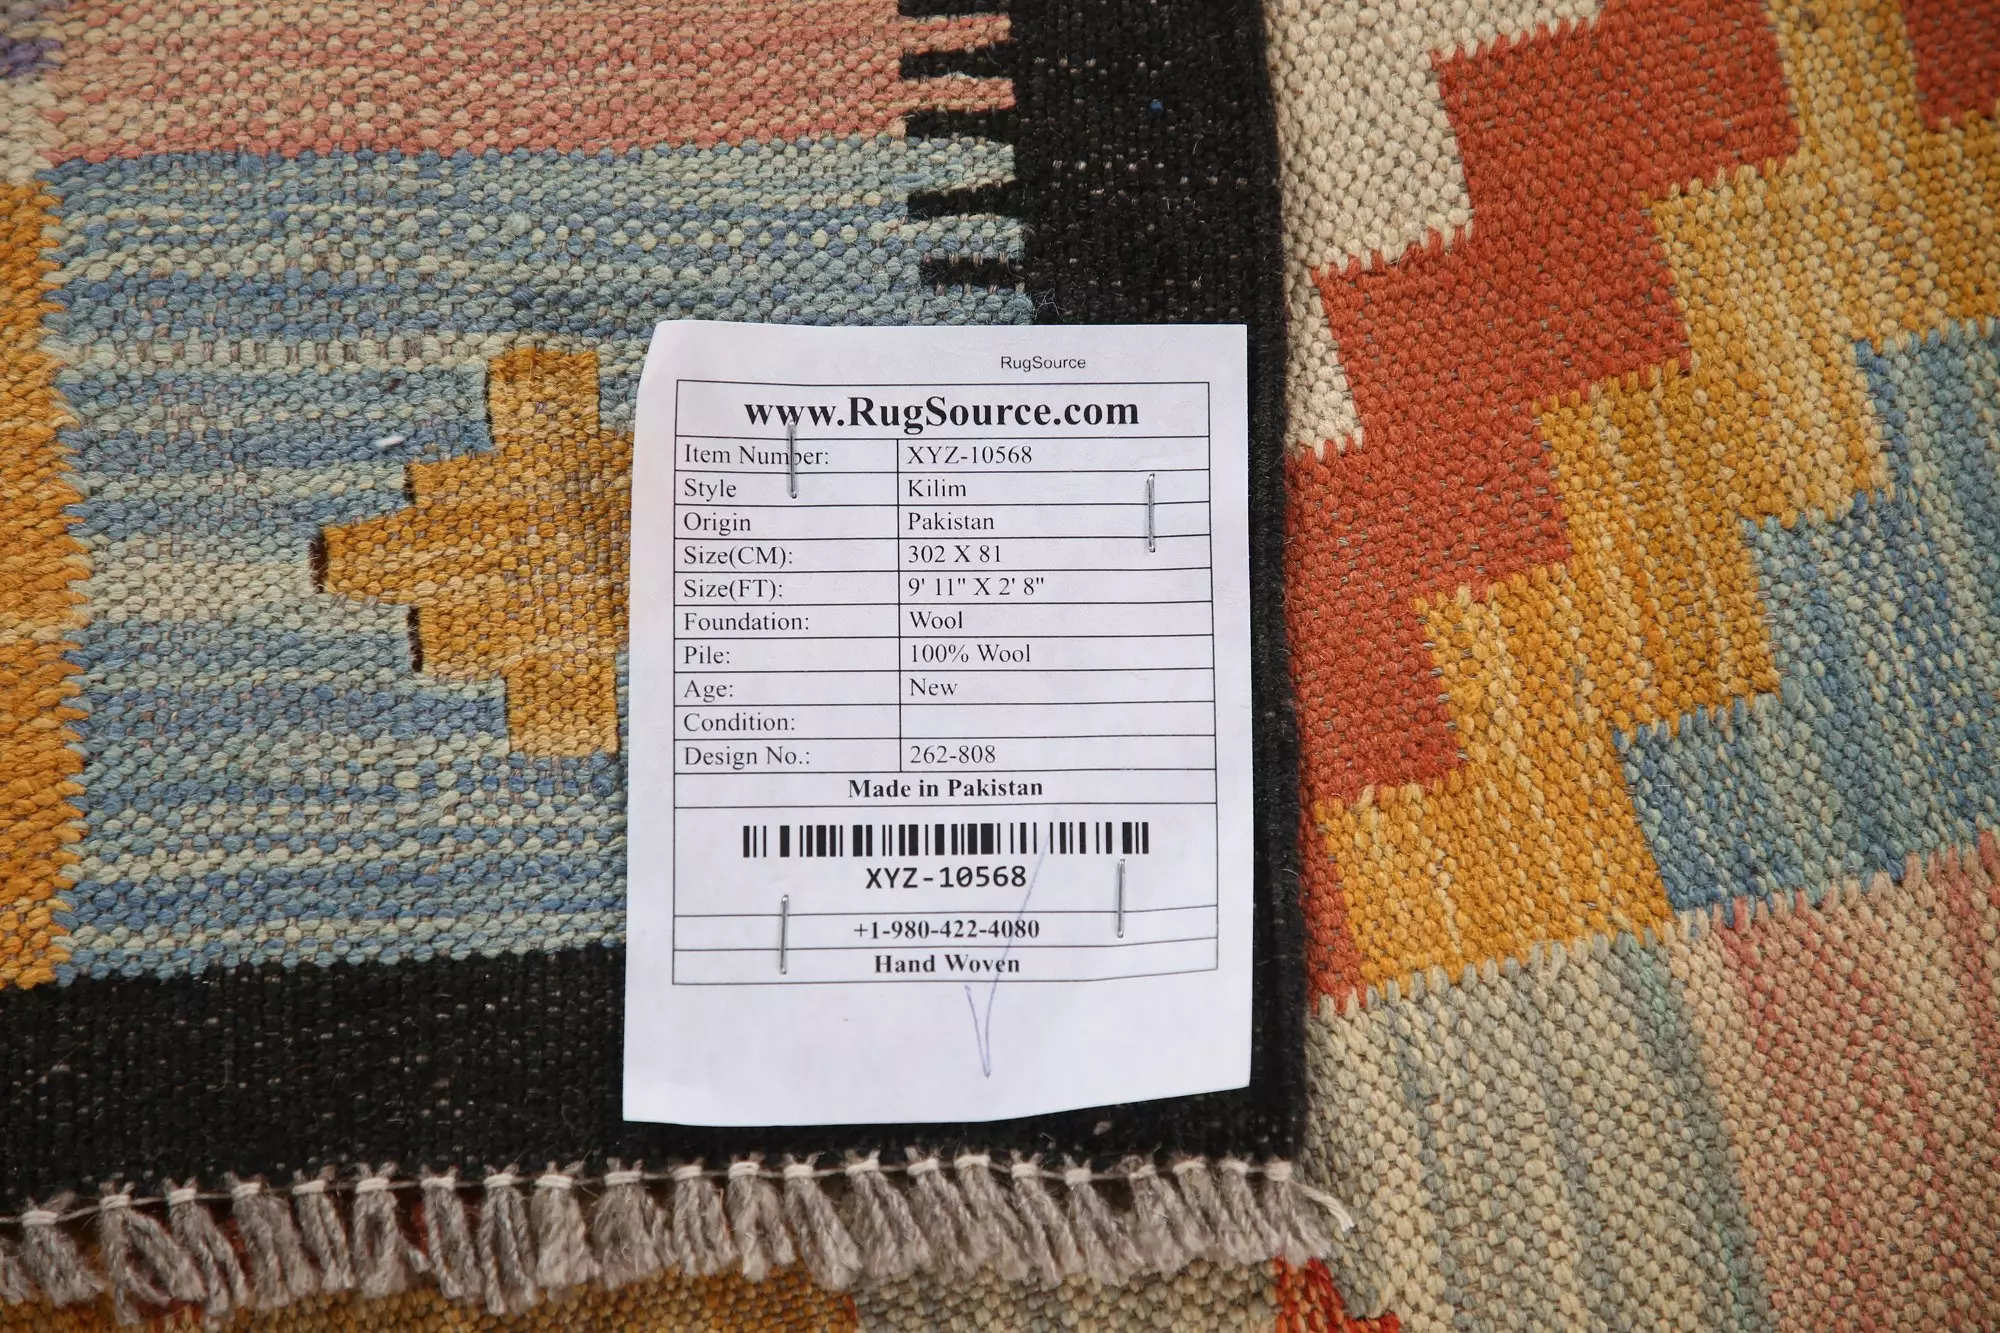 RugSource
www.RugSource.com
Item Number: XYZ-10568
Style Kilim
Origin Pakistan
Size(CM): 302 X 81
Size(FT): 9' 11" X 2' 8"
Foundation: Wool
Pile: 100% Wool
Age: New
Condition:
Design No.: 262-808
Made in Pakistan
XYZ-10568
+1-980-422-4080
Hand Woven